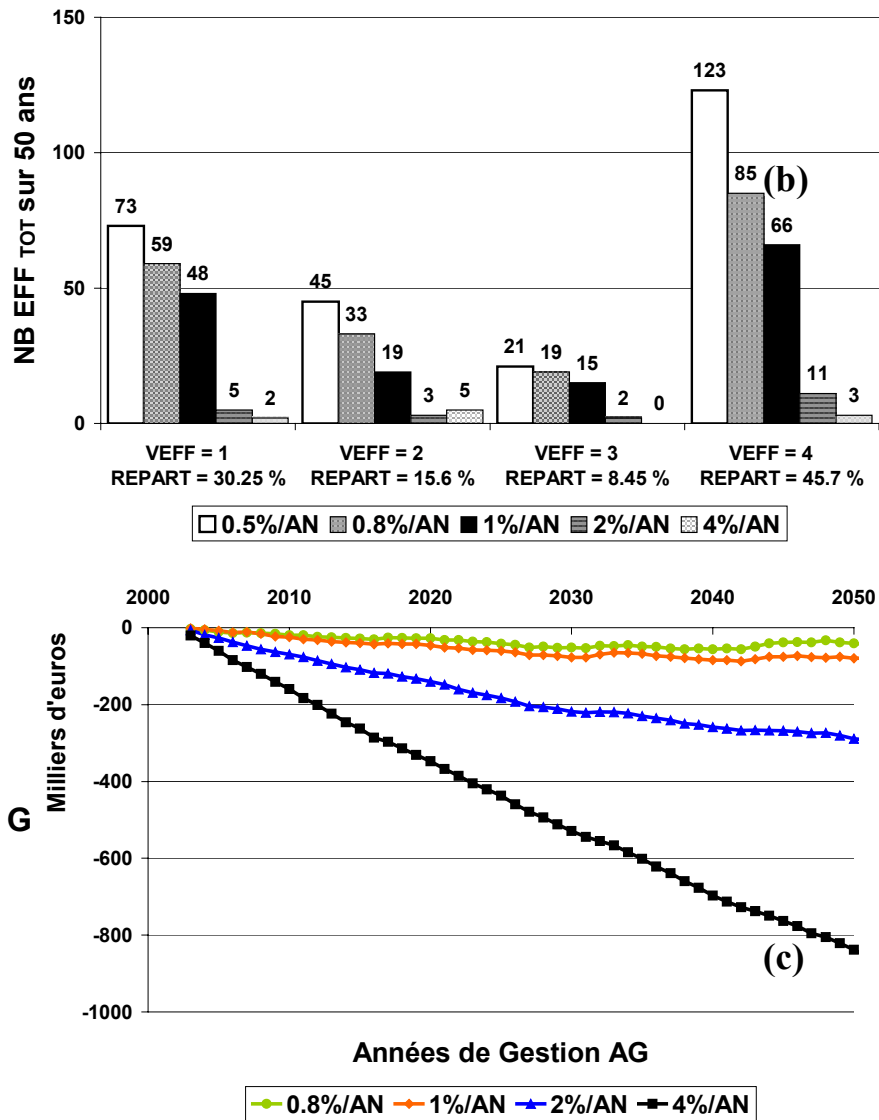 150
100
50
0
NB EFF TOT sur 50 ans
73
59
48
5
2
45
33
19
3
5
21
19
15
2
0
123
85
66
11
3
(b)
VEFF = 1
REPART = 30.25 %
VEFF = 2
REPART = 15.6 %
VEFF = 3
REPART = 8.45 %
VEFF = 4
REPART = 45.7 %
0.5%/AN 0.8%/AN 1%/AN 2%/AN 4%/AN
2000 2010 2020 2030 2040 2050
0
-200
-400
-600
-800
-1000
G
Milliers d'euros
(c)
Années de Gestion AG
0.8%/AN 1%/AN 2%/AN 4%/AN